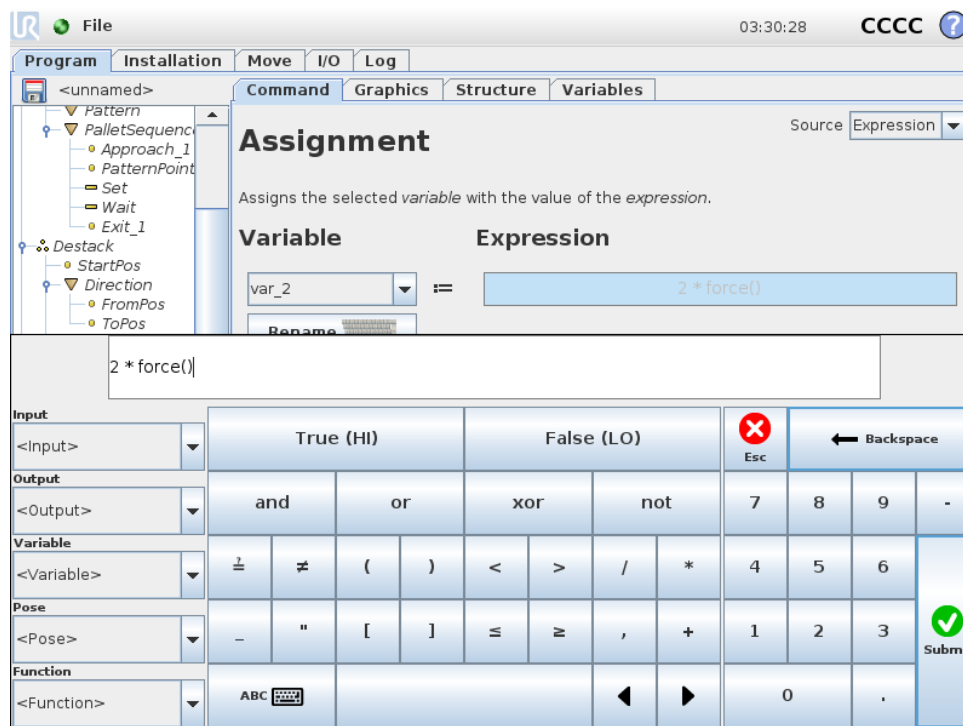 UR File 03:30:28 CCCC ?
Program Installation Move I/O Log
<unnamed> Command Graphics Structure Variables
Pattern
PalletSequenc
Approach_1
PatternPoint
Set
Wait
Exit_1
Destack
StartPos
Direction
FromPos
ToPos
Assignment
Source Expression
Assigns the selected variable with the value of the expression.
Variable Expression
var_2 := 2 * force()
Rename
2 * force()
Input
<Input>
Output
<Output>
Variable
<Variable>
Pose
<Pose>
Function
<Function>
True (HI) False (LO) Esc Backspace
and or xor not 7 8 9 -
≟ ≠ ( ) < > / * 4 5 6
_ " [ ] ≤ ≥ , + 1 2 3
Subm
ABC 0 .